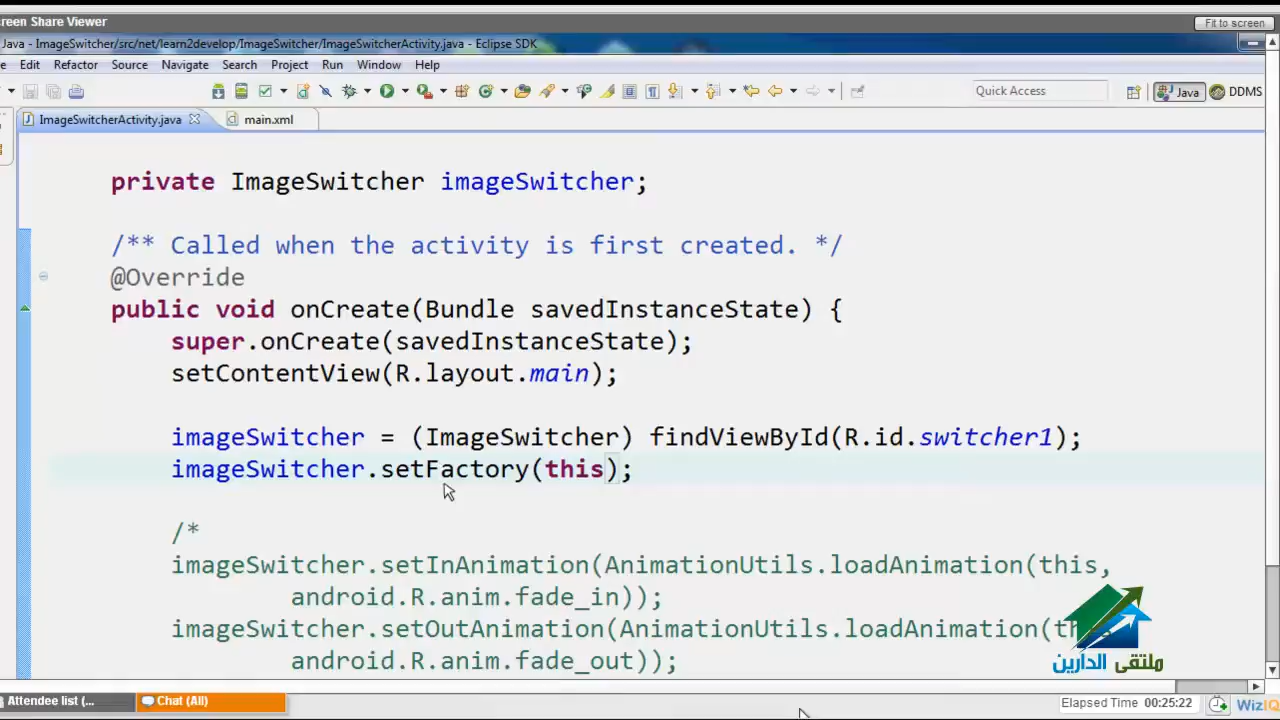 reen Share Viewer
Fit to screen
Java - ImageSwitcher/src/net/learn2develop/ImageSwitcher/ImageSwitcherActivity.java - Eclipse SDK
e Edit Refactor Source Navigate Search Project Run Window Help
Quick Access
Java
DDMS
ImageSwitcherActivity.java
main.xml
private ImageSwitcher imageSwitcher;
/** Called when the activity is first created. */
@Override
public void onCreate(Bundle savedInstanceState) {
super.onCreate(savedInstanceState);
setContentView(R.layout.main);
imageSwitcher = (ImageSwitcher) findViewById(R.id.switcher1);
imageSwitcher.setFactory(this);
/*
imageSwitcher.setInAnimation(AnimationUtils.loadAnimation(this,
android.R.anim.fade_in));
imageSwitcher.setOutAnimation(AnimationUtils.loadAnimation(th
android.R.anim.fade_out));
ملتقى الدارين
Attendee list (...
Chat (All)
Elapsed Time 00:25:22
WizIQ